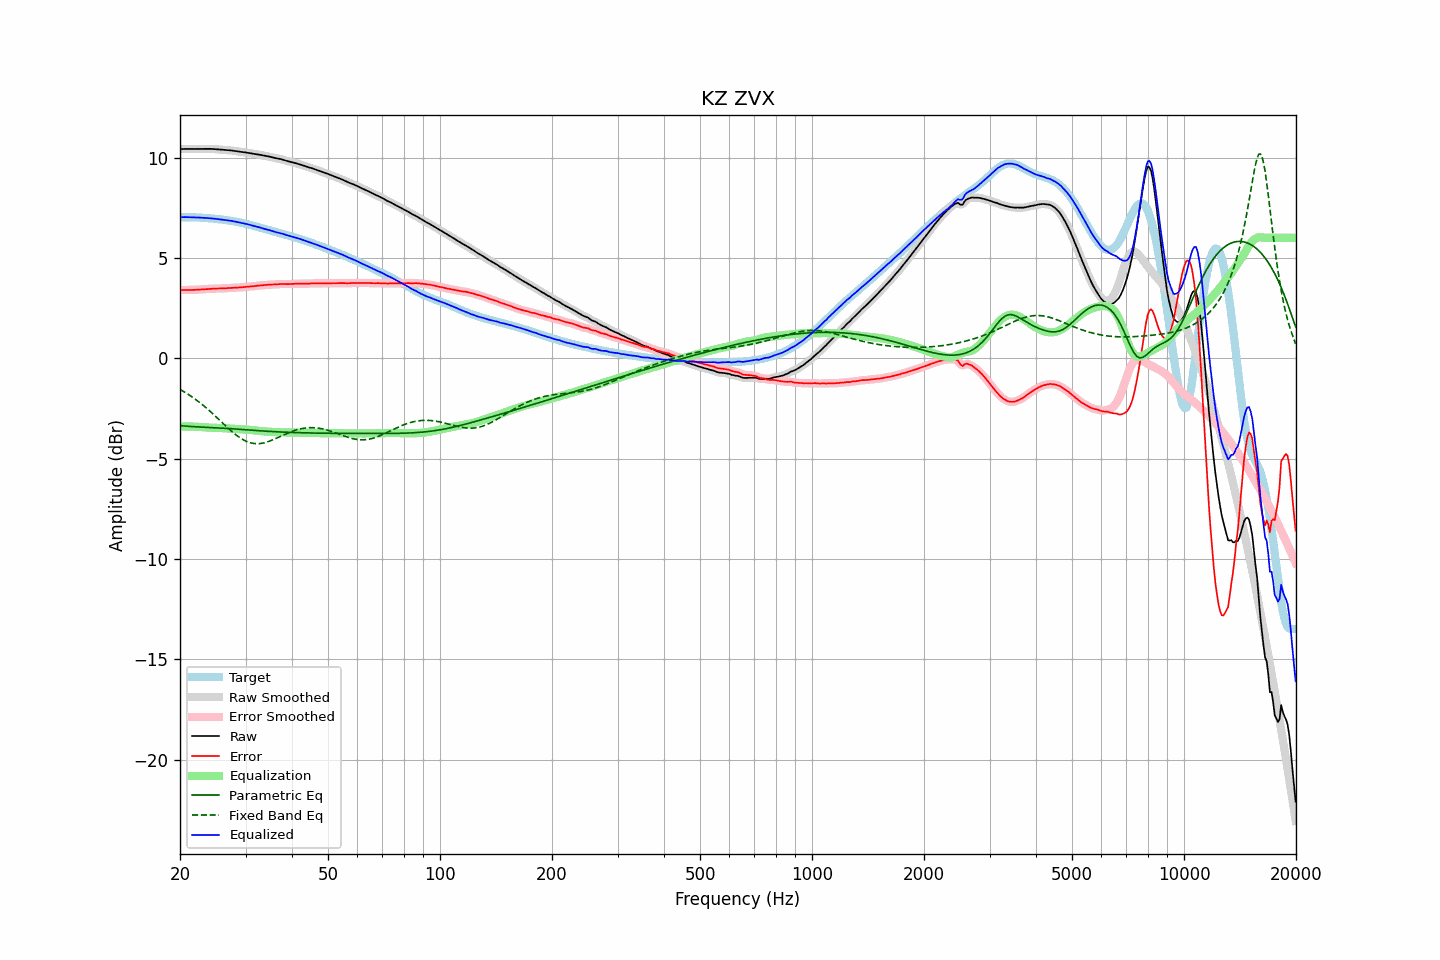 KZ ZVX
Amplitude (dBr)
10
5
0
−5
−10
−15
−20
Target
Raw Smoothed
Error Smoothed
Raw
Error
Equalization
Parametric Eq
Fixed Band Eq
Equalized
20 50 100 200 500 1000 2000 5000 10000 20000
Frequency (Hz)